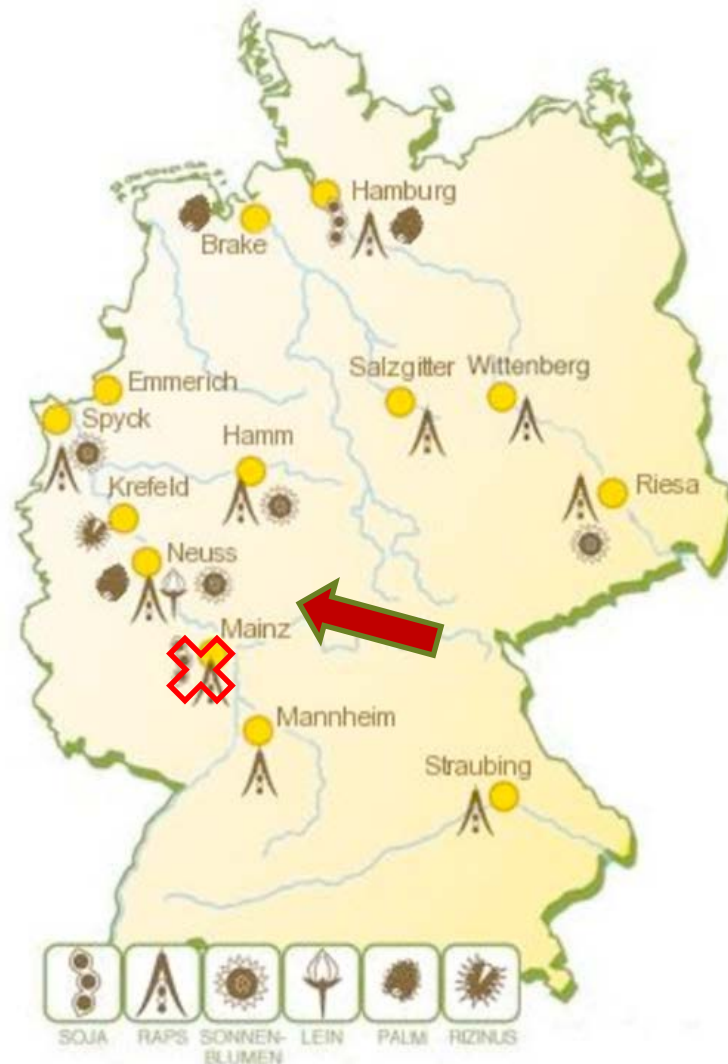 Hamburg
Brake
Emmerich
Salzgitter Wittenberg
Spyck
Hamm
Krefeld
Riesa
Neuss
Mainz
Mannheim
Straubing
SOJA RAPS SONNEN- LEIN PALM RIZINUS
BLUMEN